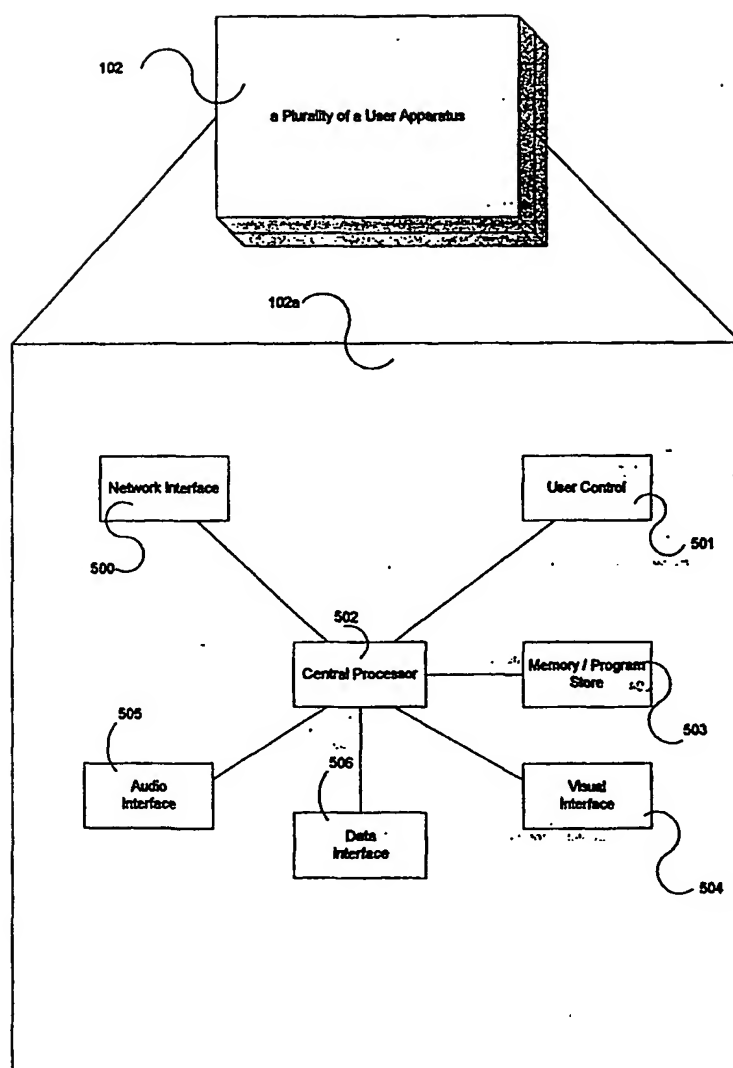 102
a Plurality of a User Apparatus
102a
Network Interface
User Control
500
501
502
Central Processor
Memory / Program
Store
503
505
Audio
Interface
506
Data
Interface
Visual
Interface
504